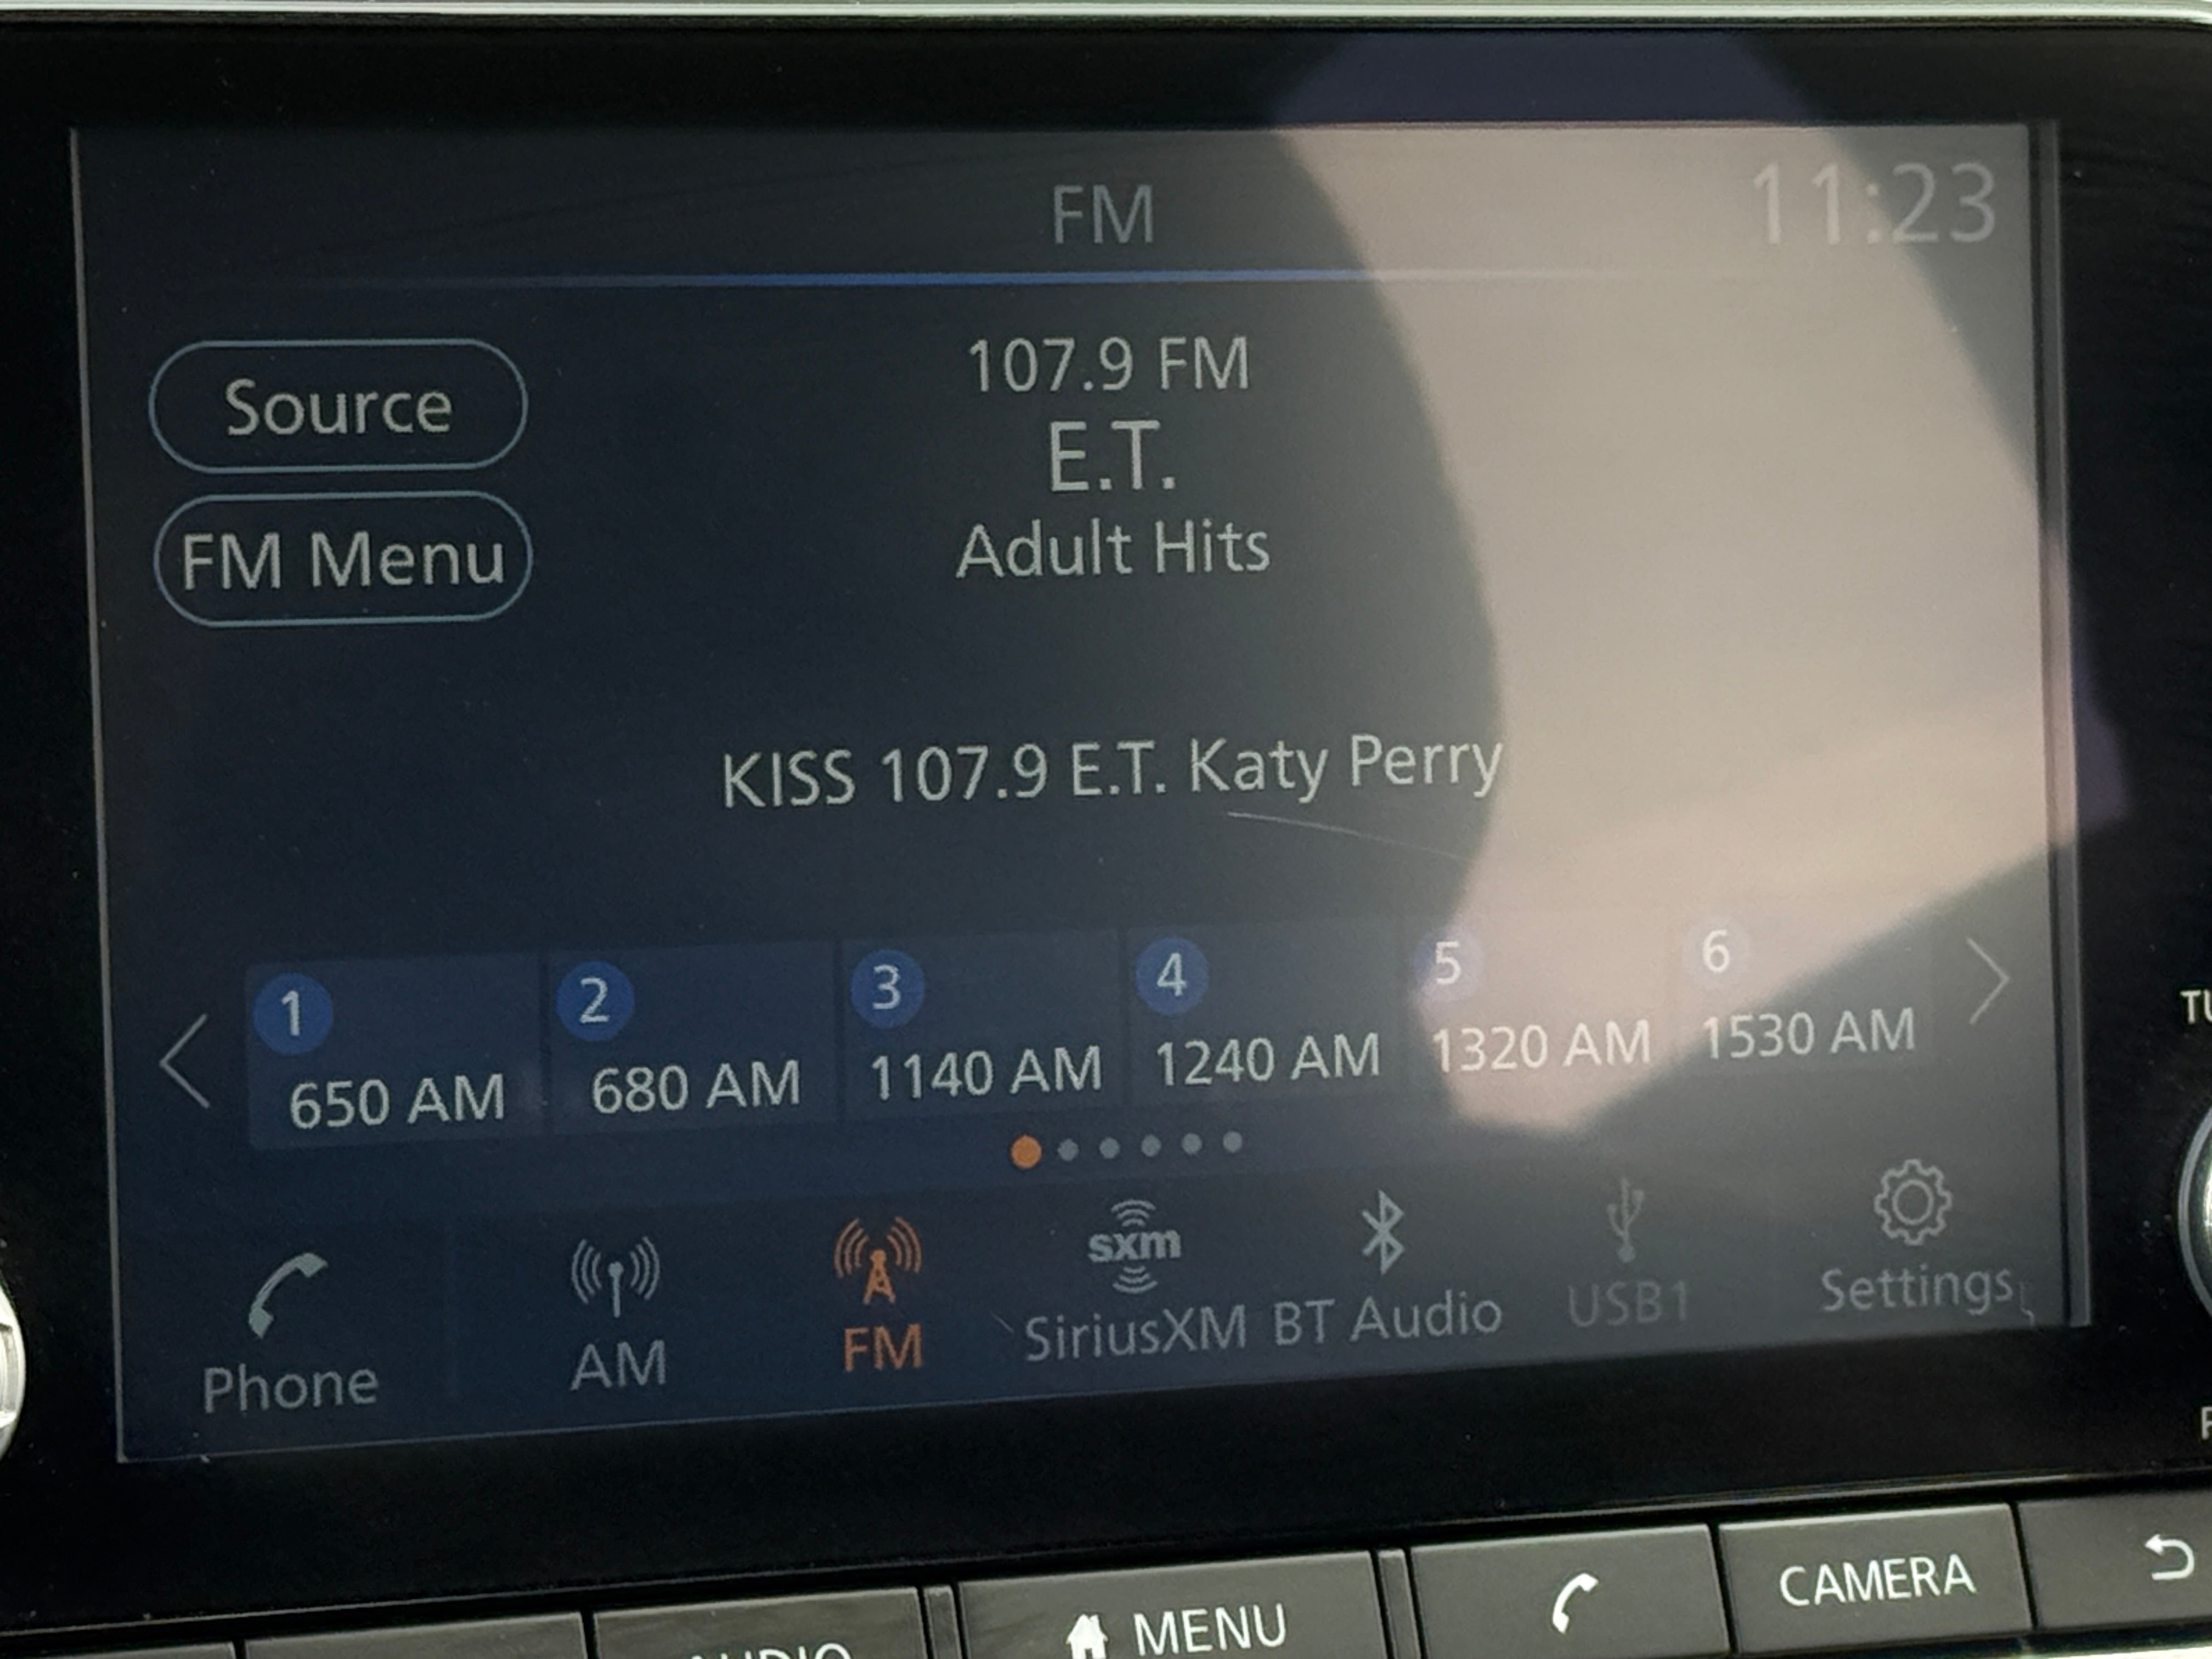 FM
11:23
Source
107.9 FM
E.T.
FM Menu
Adult Hits
KISS 107.9 E.T. Katy Perry
1 2 3 4 5 6
650 AM 680 AM 1140 AM 1240 AM 1320 AM 1530 AM
sxm
Phone AM FM SiriusXM BT Audio USB1 Settings
AUDIO MENU CAMERA